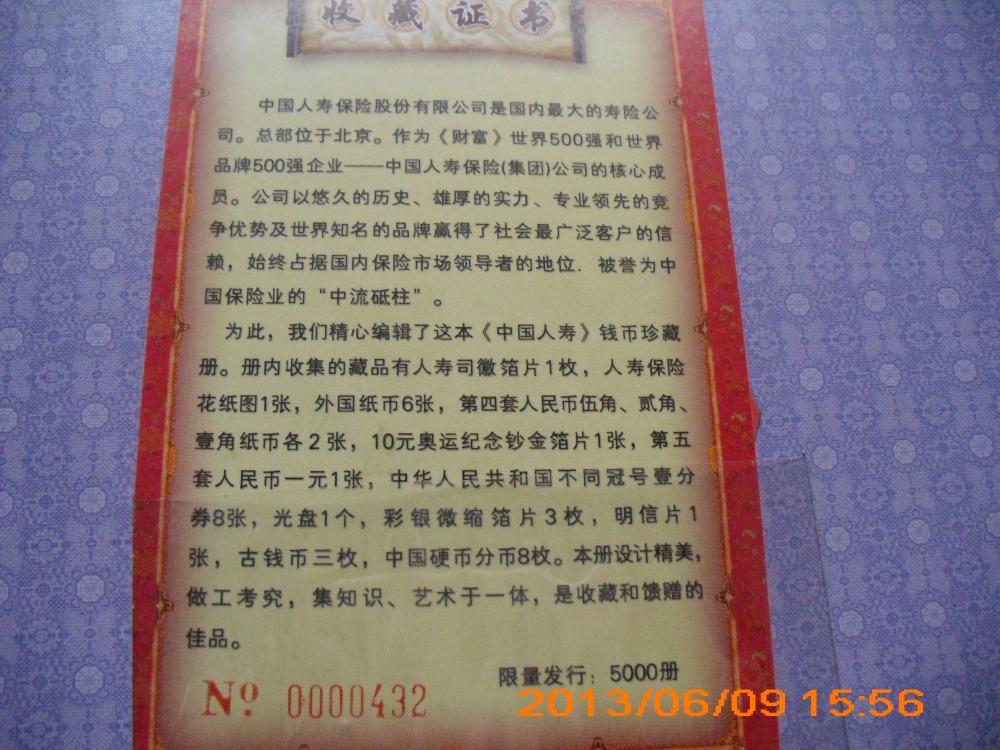 收藏证书
中国人寿保险股份有限公司是国内最大的寿险公
司。总部位于北京。作为《财富》世界500强和世界
品牌500强企业——中国人寿保险(集团)公司的核心成
员。公司以悠久的历史、雄厚的实力、专业领先的竞
争优势及世界知名的品牌赢得了社会最广泛客户的信
赖，始终占据国内保险市场领导者的地位．被誉为中
国保险业的“中流砥柱”。
为此，我们精心编辑了这本《中国人寿》钱币珍藏
册。册内收集的藏品有人寿司徽箔片1枚，人寿保险
花纸图1张，外国纸币6张，第四套人民币伍角、贰角、
壹角纸币各2张，10元奥运纪念钞金箔片1张，第五
套人民币一元1张，中华人民共和国不同冠号壹分
券8张，光盘1个，彩银微缩箔片3枚，明信片1
张，古钱币三枚，中国硬币分币8枚。本册设计精美，
做工考究，集知识、艺术于一体，是收藏和馈赠的
佳品。
限量发行：5000册
Nº 0000432
2013/06/09 15:56